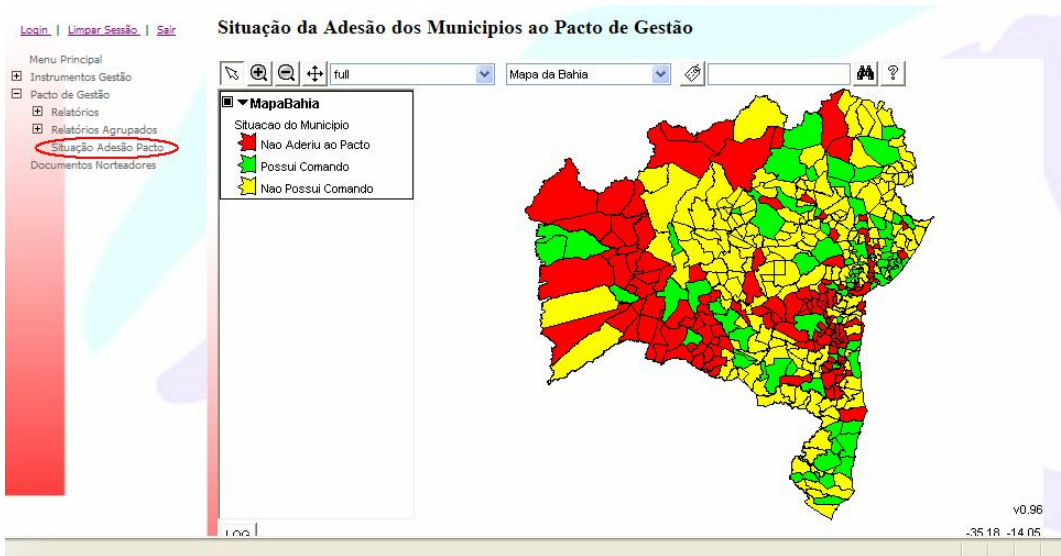 Login | Limpar Sessão | Sair
Situação da Adesão dos Municipios ao Pacto de Gestão
Menu Principal
Instrumentos Gestão
Pacto de Gestão
Relatórios
Relatórios Agrupados
Situação Adesão Pacto
Documentos Norteadores
full
Mapa da Bahia
?
MapaBahia
Situacao do Municipio
Nao Aderiu ao Pacto
Possui Comando
Nao Possui Comando
v0.96
LOG
-35.18 -14.05